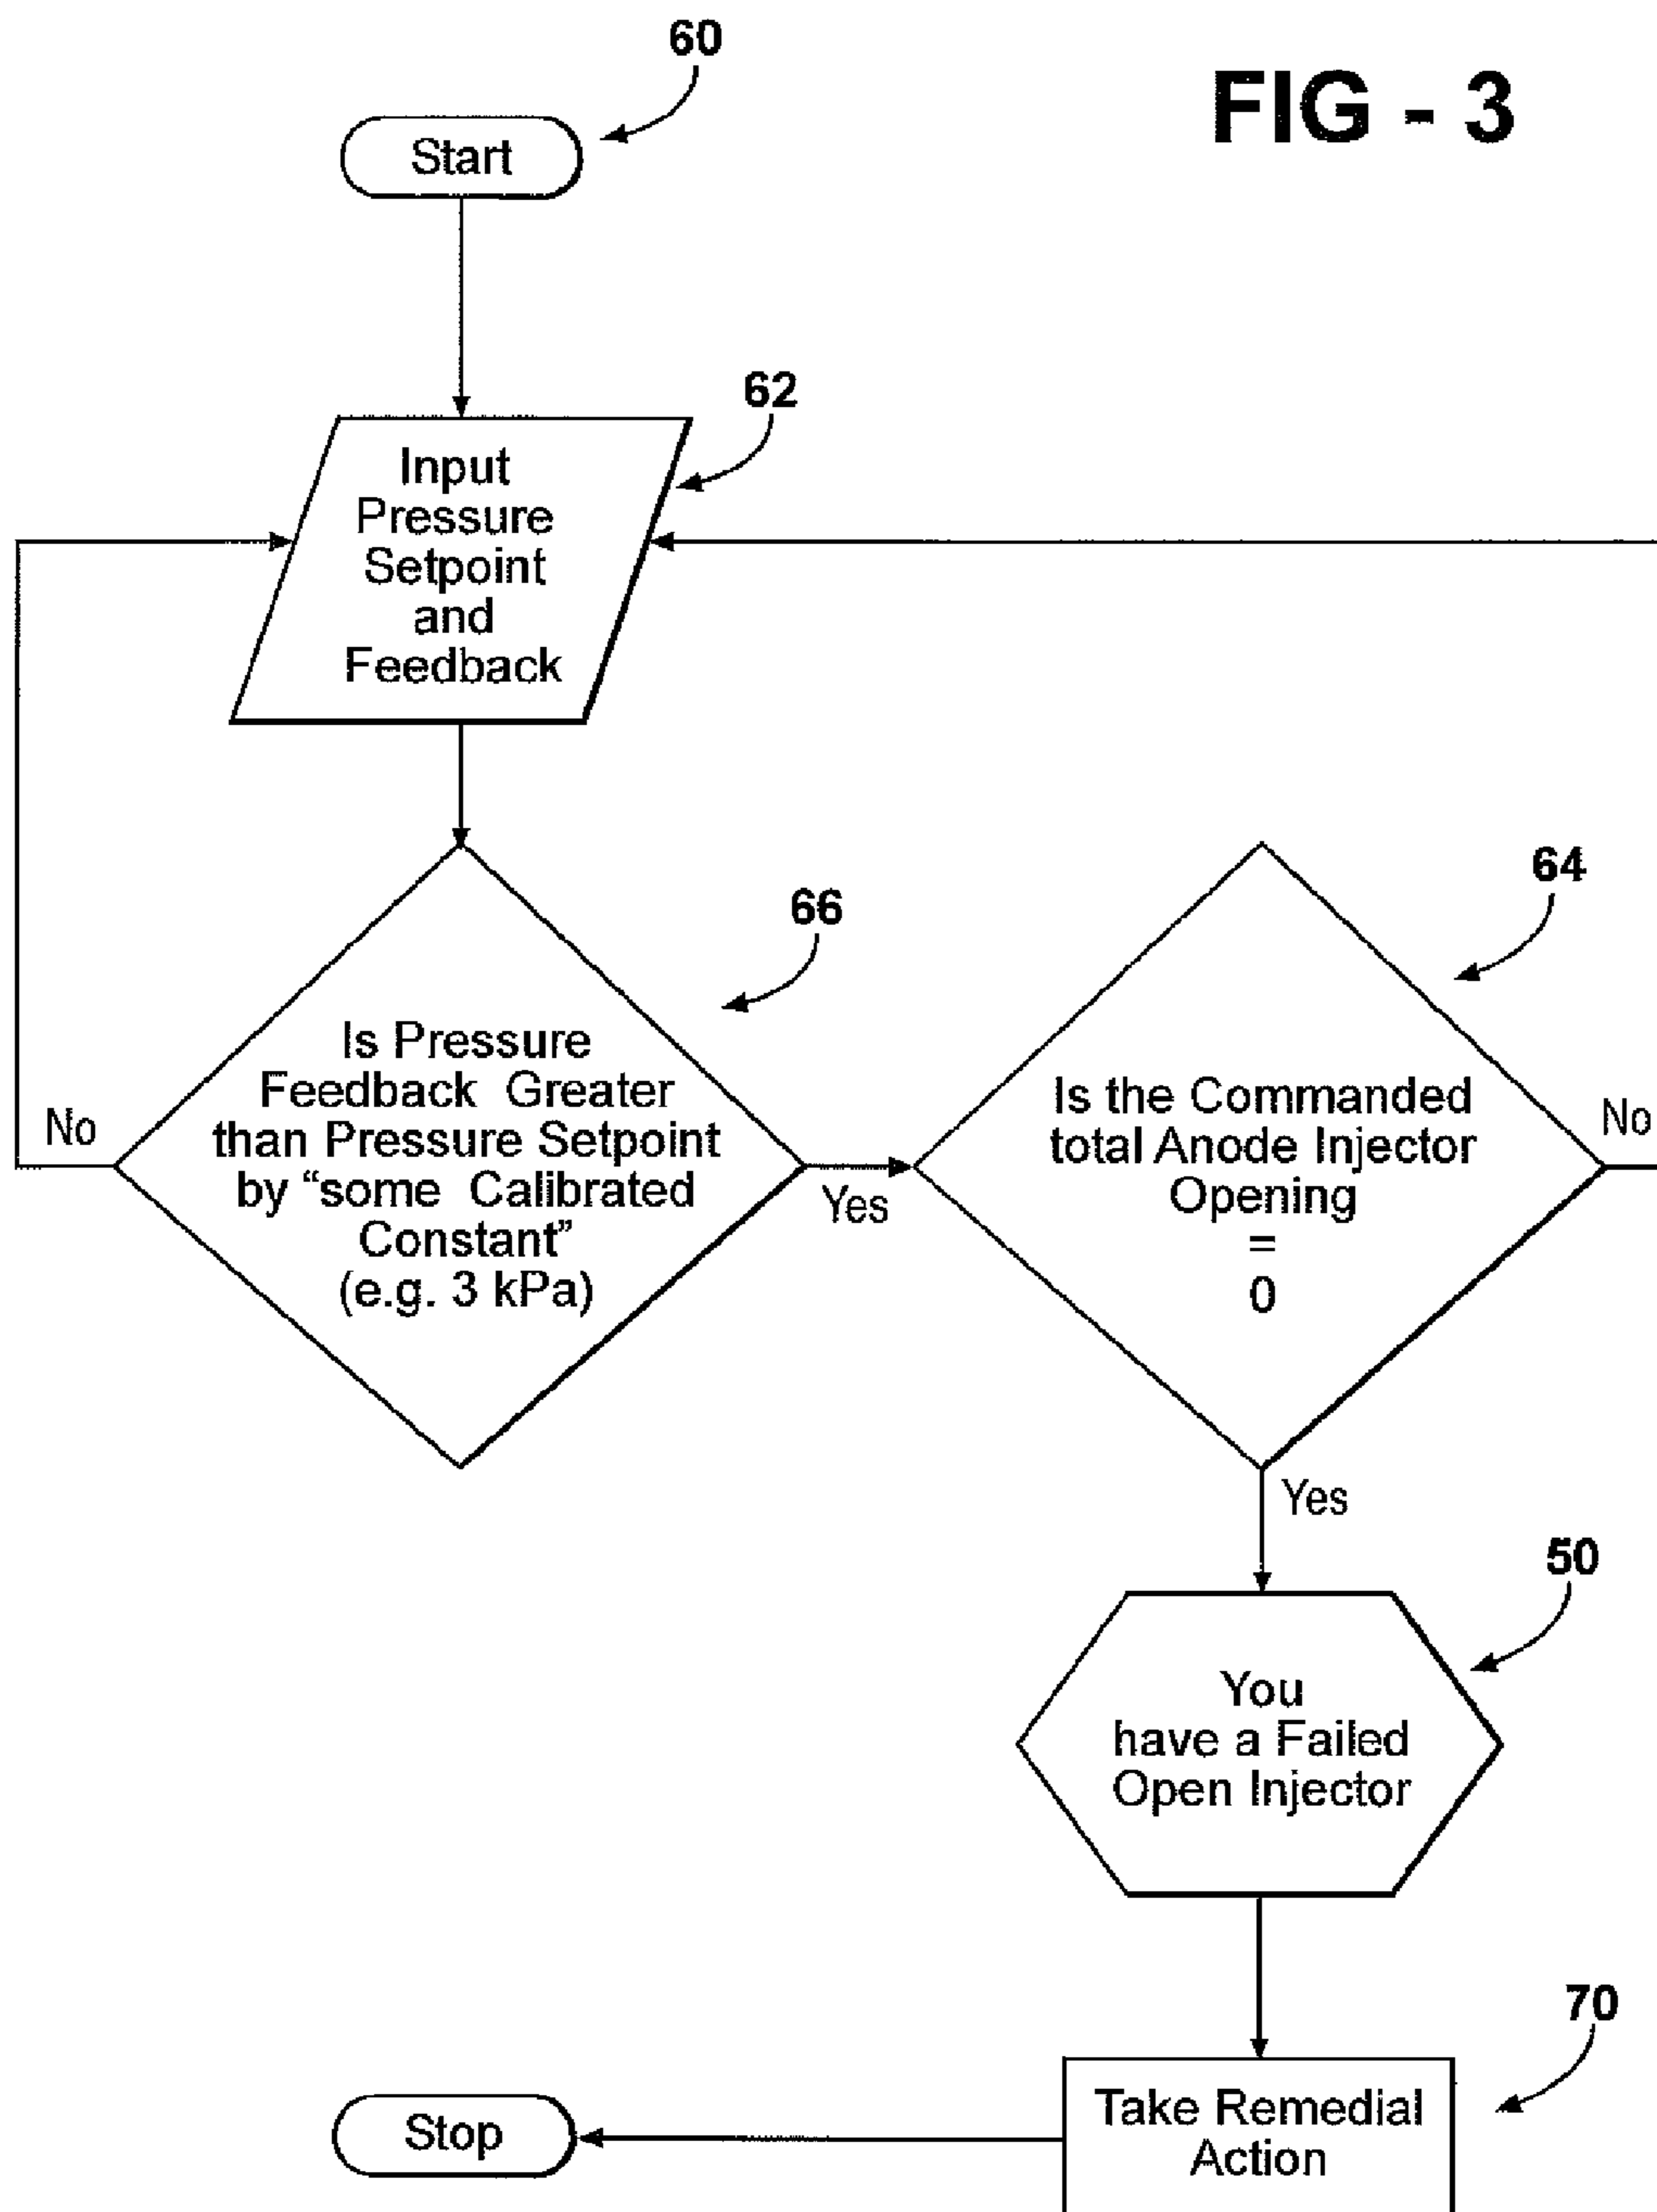 60
FIG - 3
Start
62
Input
Pressure
Setpoint
and
Feedback
66
64
Is Pressure
Feedback Greater
than Pressure Setpoint
by “some Calibrated
Constant”
(e.g. 3 kPa)
No
Yes
Is the Commanded
total Anode Injector
Opening
=
0
No
Yes
50
You
have a Failed
Open Injector
70
Take Remedial
Action
Stop